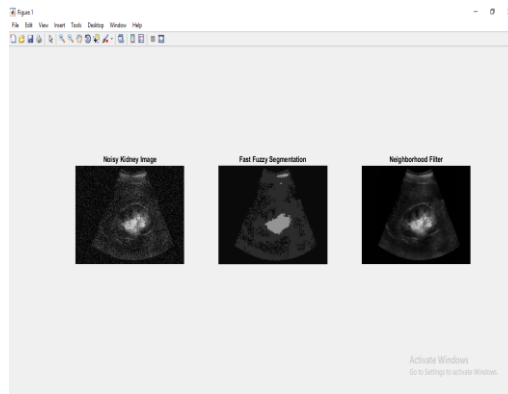 Figure 1
File Edit View Insert Tools Desktop Window Help
Noisy Kidney Image
Fast Fuzzy Segmentation
Neighborhood Filter
Activate Windows
Go to Settings to activate Windows.